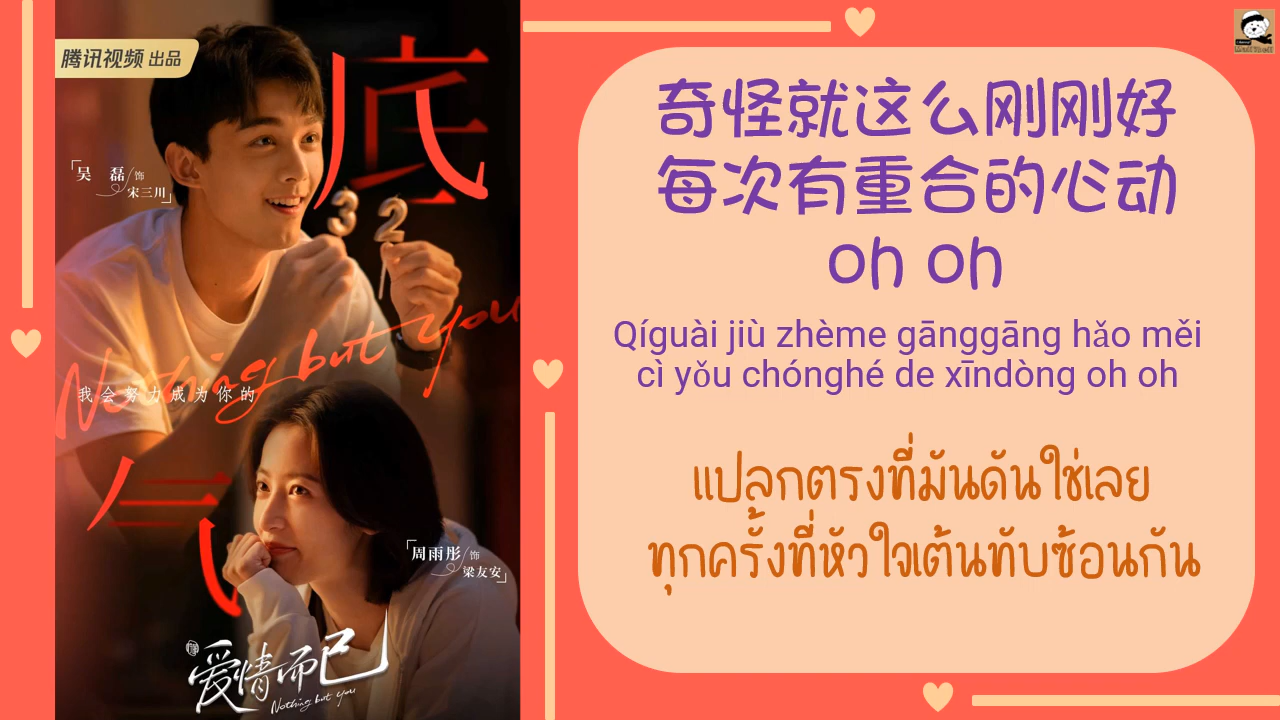 腾讯视频 出品
底
吴 磊 饰
宋三川
32
Nothing but you
我会努力成为你的
气
周雨彤 饰
梁友安
爱情而已
Nothing but you
奇怪就这么刚刚好
每次有重合的心动
oh oh
Qíguài jiù zhème gānggāng hǎo měi
cì yǒu chónghé de xīndòng oh oh
แปลกตรงที่มันดันใช่เลย
ทุกครั้งที่หัวใจเต้นทับซ้อนกัน